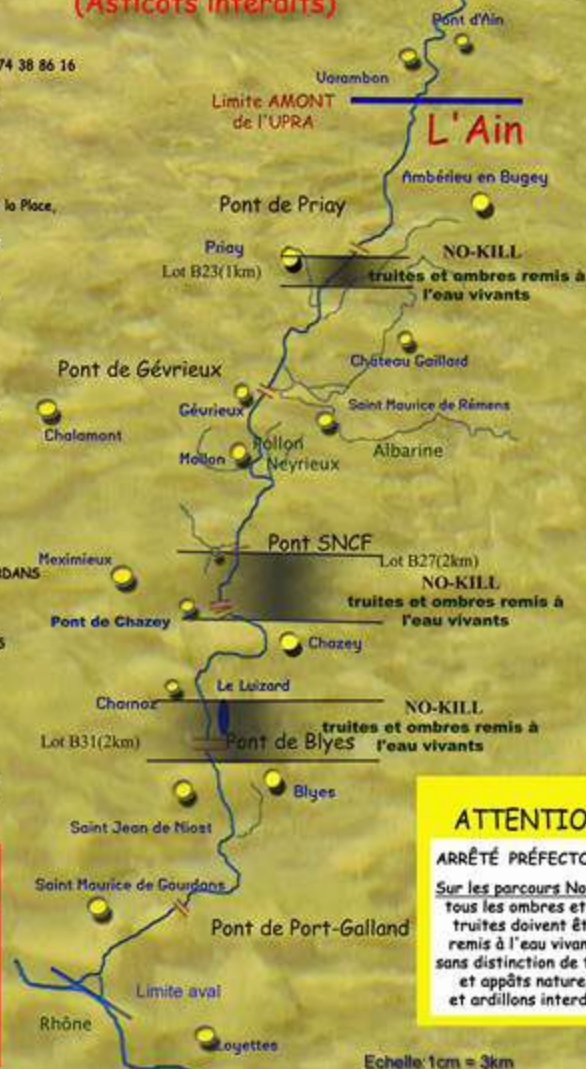 (Asticots interdits)
Pont d'Ain
74 38 86 16
Varambon
Limite AMONT
de l'UPRA
L'Ain
Ambérieu en Bugey
la Place,
Pont de Priay
Priay
NO-KILL
Lot B23(1km)
truites et ombres remis à
l'eau vivants
Château Gaillard
Pont de Gévrieux
Gévrieux
Saint Maurice de Rémens
Chalamont
Mollon
Pollon
Neyrieux
Albarine
Pont SNCF
Lot B27(2km)
Meximieux
RDANS
NO-KILL
truites et ombres remis à
l'eau vivants
Pont de Chazey
Chazey
Le Luizard
Charnoz
NO-KILL
truites et ombres remis à
l'eau vivants
Lot B31(2km)
Pont de Blyes
Blyes
Saint Jean de Niost
ATTENTIO
ARRÊTÉ PRÉFECTO
Sur les parcours No
tous les ombres et
truites doivent êt
remis à l'eau vivan
sans distinction de t
et appâts nature
et ardillons interd
Saint Maurice de Gourdans
Pont de Port-Galland
Limite aval
Rhône
Loyettes
Echelle:1cm = 3km